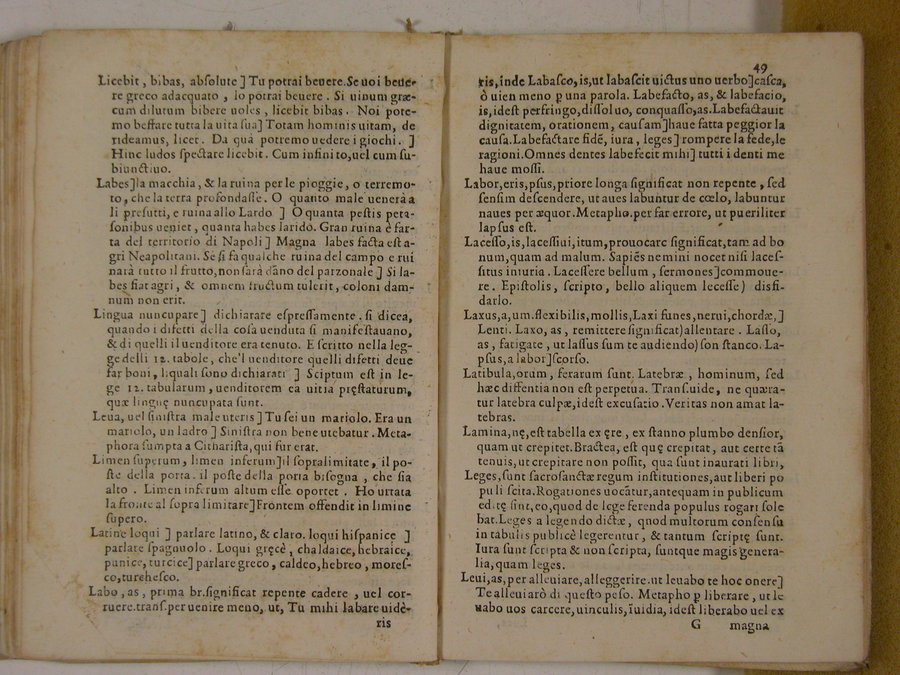 Licebit, bibas, absolute] Tu potrai beuere. Se uoi beue-
re greco adacquato, lo potrai beuere. Si uinum græ-
cum dilutum bibere uoles, licebit bibas. Noi pote-
mo beffare tutta la uita sua] Totam hominis uitam, de
rideamus, licet. Da quà potremo uedere i giochi. ]
Hinc ludos spectare licebit. Cum infinito, uel cum su-
biunctiuo.
Labes] la macchia, & la ruina per le pioggie, o terremo-
to, che la terra profondasse. O quanto male uenerà a
li presutti, e ruina allo Lardo ] O quanta pestis peta-
sonibus ueniet, quanta habes larido. Gran ruina è far-
ta del territorio di Napoli] Magna labes facta est a-
gri Neapolitani. Se si fa qualche ruina del campo e rui
narà tutto il frutto, non sarà dãno del parzonale] Si la-
bes fiat agri, & omnem fructum tulerit, coloni dam-
num non erit.
Lingua nuncupare] dichiarare espressamente. si dicea,
quando i difetti della cosa uenduta si manifestauano,
& di quelli il uenditore era tenuto. E scritto nella leg-
ge delli 12. tabole, che'l uenditore quelli difetti deue
far boni, liquali sono dichiarati ] Sciptum est in le-
ge 12. tabularum, uenditorem ea uitia pręstaturum,
quæ linguę nuncupata sunt.
Leua, uel sinistra male uteris] Tu sei un mariolo. Era un
mariolo, un ladro] Sinistra non bene utebatur. Meta-
phora sumpta a Citharista, qui fur erat.
Limen superum, limen inferum] il sopralimitate, il po-
ste della porta. il poste della porta bisogna, che sia
alto. Limen inferum altum esse oportet. Ho urtata
la fronte al sopra limitare] Frontem offendit in limine
supero.
Latine loqui ] parlare latino, & claro. loqui hispanice ]
parlare spagnuolo. Loqui gręcè, chaldaice, hebraice,
punice, turcice] parlare greco, caldeo, hebreo, mores-
co, turchesco.
Labo, as, prima br. significat repente cadere, uel cor-
ruere. trans. per uenire meno, ut, Tu mihi labare uidè-
ris
49
ris, inde Labasco, is, ut labascit uictus uno uerbo] casca,
ò uien meno p una parola. Labefacto, as, & labefacio,
is, idest perfringo, dissoluo, conquasso, as. Labefactauit
dignitatem, orationem, causam] haue fatta peggior la
causa. Labefactare fidẽ, iura, leges] rompere la fede, le
ragioni. Omnes dentes labefecit mihi] tutti i denti me
haue mossi.
Labor, eris, psus, priore longa significat non repente, sed
sensim descendere, ut aues labuntur de cœlo, labuntur
naues per æquor. Metapho. per far errore, ut pueriliter
lapsus est.
Lacesso, is, lacessiui, itum, prouocare significat, tam ad bo
num, quam ad malum. Sapiẽs nemini nocet nisi laces-
situs iniuria. Lacessere bellum, sermones] commoue-
re. Epistolis, scripto, bello aliquem lecesse) disfi-
darlo.
Laxus, a, um. flexibilis, mollis, Laxi funes, nerui, chordæ,]
Lenti. Laxo, as, remittere significat) allentare. Lasso,
as, fatigate, ut lassus sum te audiendo) son stanco. La-
psus, a labor] scorso.
Latibula, orum, ferarum sunt. Latebræ, hominum, sed
hæc diffentia non est perpetua. Trans. uide, ne quæra-
tur latebra culpæ, idest excusatio. Veritas non amat la-
tebras.
Lamina, nę, est tabella ex ęre, ex stanno plumbo densior,
quam ut crepitet. Bractea, est quę crepitat, aut certe tã
tenuis, ut crepitare non possit, qua sunt inaurati libri,
Leges, sunt sacrosanctæ regum institutiones, aut liberi po
puli scita. Rogationes uocãtur, antequam in publicum
editę sint, eo, quod de lege ferenda populus rogari sole
bat. Leges a legendo dictæ, quod multorum consensu
in tabulis publicè legerentur, & tantum scriptę sunt.
Iura sunt scripta & non scripta, suntque magis genera-
lia, quam leges.
Leui, as, per alleuiare, alleggerire. ut leuabo te hoc onere]
Te alleuiarò di questo peso. Metapho p liberare, ut le
uabo uos carcere, uinculis, ĩuidia, idest liberabo uel ex
G magna